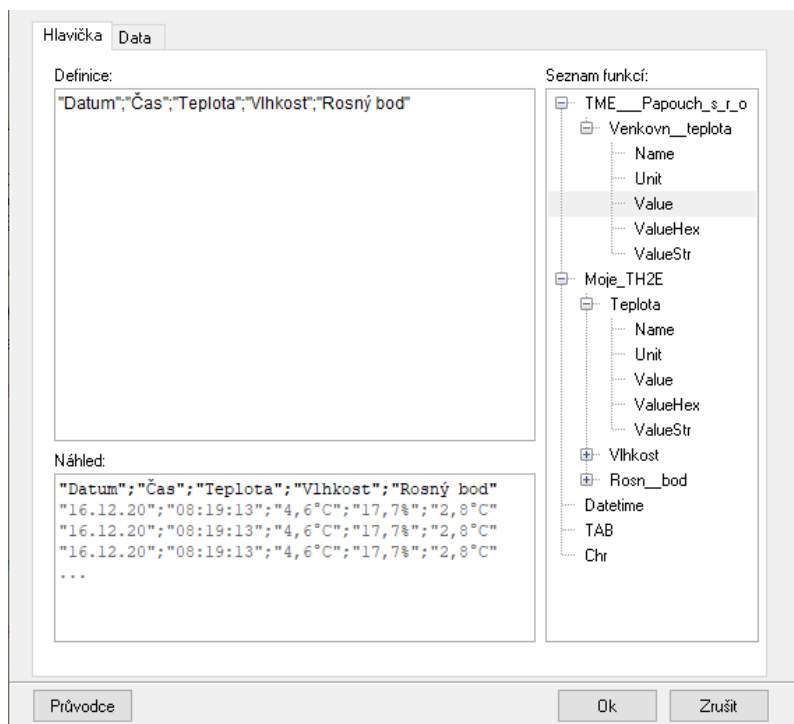 Hlavička Data
Definice:
"Datum";"Čas";"Teplota";"Vlhkost";"Rosný bod"
Náhled:
"Datum";"Čas";"Teplota";"Vlhkost";"Rosný bod"
"16.12.20";"08:19:13";"4,6°C";"17,7%";"2,8°C"
"16.12.20";"08:19:13";"4,6°C";"17,7%";"2,8°C"
"16.12.20";"08:19:13";"4,6°C";"17,7%";"2,8°C"
...
Seznam funkcí:
TME___Papouch_s_r_o
Venkovn__teplota
Name
Unit
Value
ValueHex
ValueStr
Moje_TH2E
Teplota
Name
Unit
Value
ValueHex
ValueStr
Vlhkost
Rosn__bod
Datetime
TAB
Chr
Průvodce Ok Zrušit